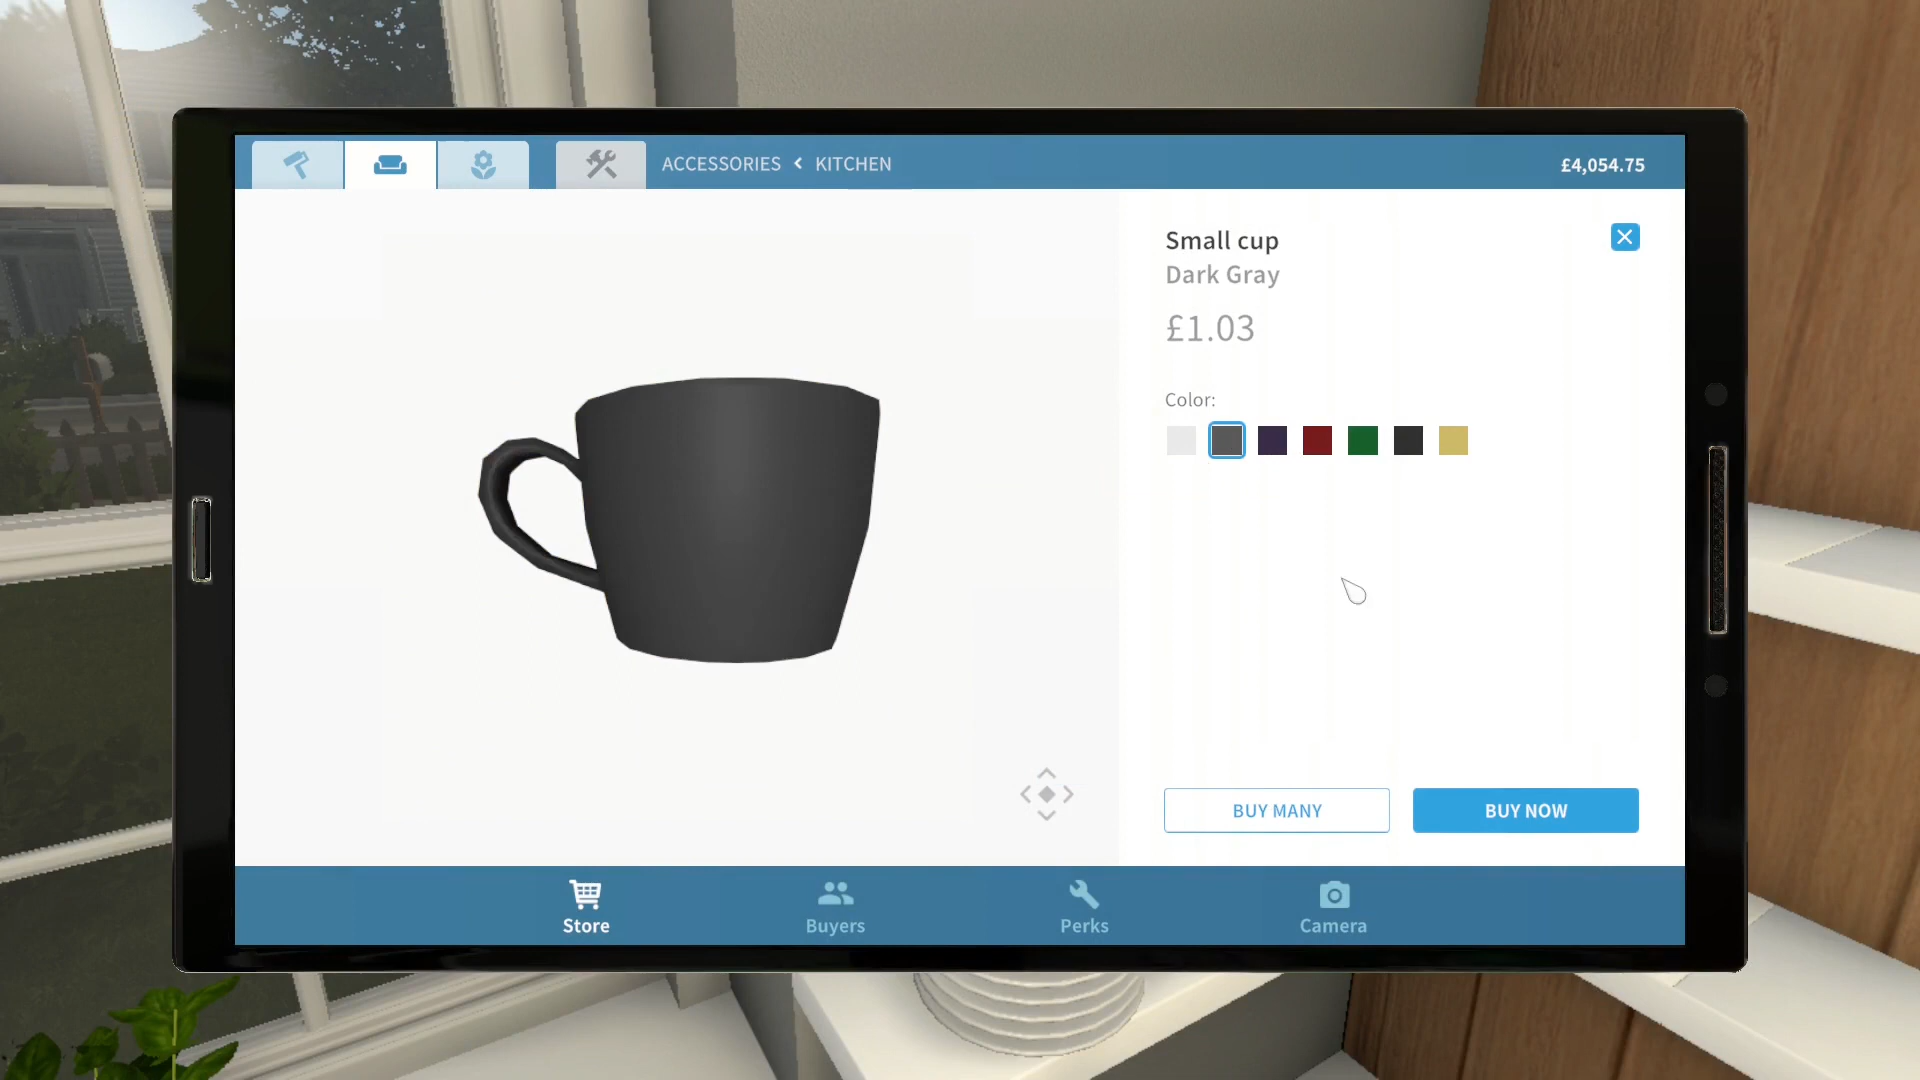 ACCESSORIES < KITCHEN
£4,054.75
Small cup
Dark Gray
£1.03
Color:
BUY MANY
BUY NOW
Store
Buyers
Perks
Camera